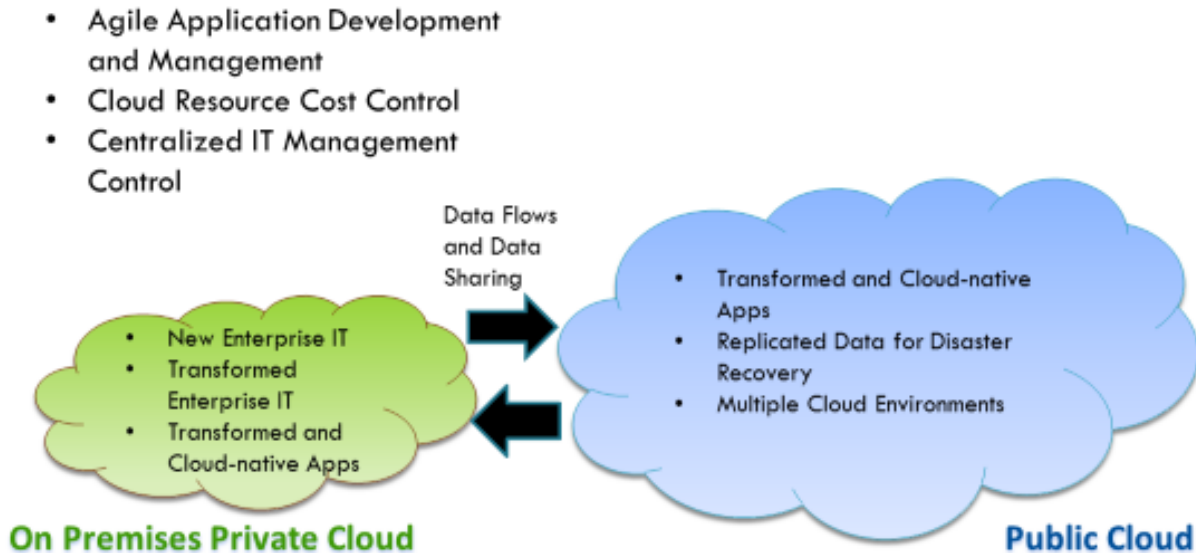 • Agile Application Development
and Management
• Cloud Resource Cost Control
• Centralized IT Management
Control
Data Flows
and Data
Sharing
• New Enterprise IT
• Transformed
Enterprise IT
• Transformed and
Cloud-native Apps
• Transformed and Cloud-native
Apps
• Replicated Data for Disaster
Recovery
• Multiple Cloud Environments
On Premises Private Cloud
Public Cloud